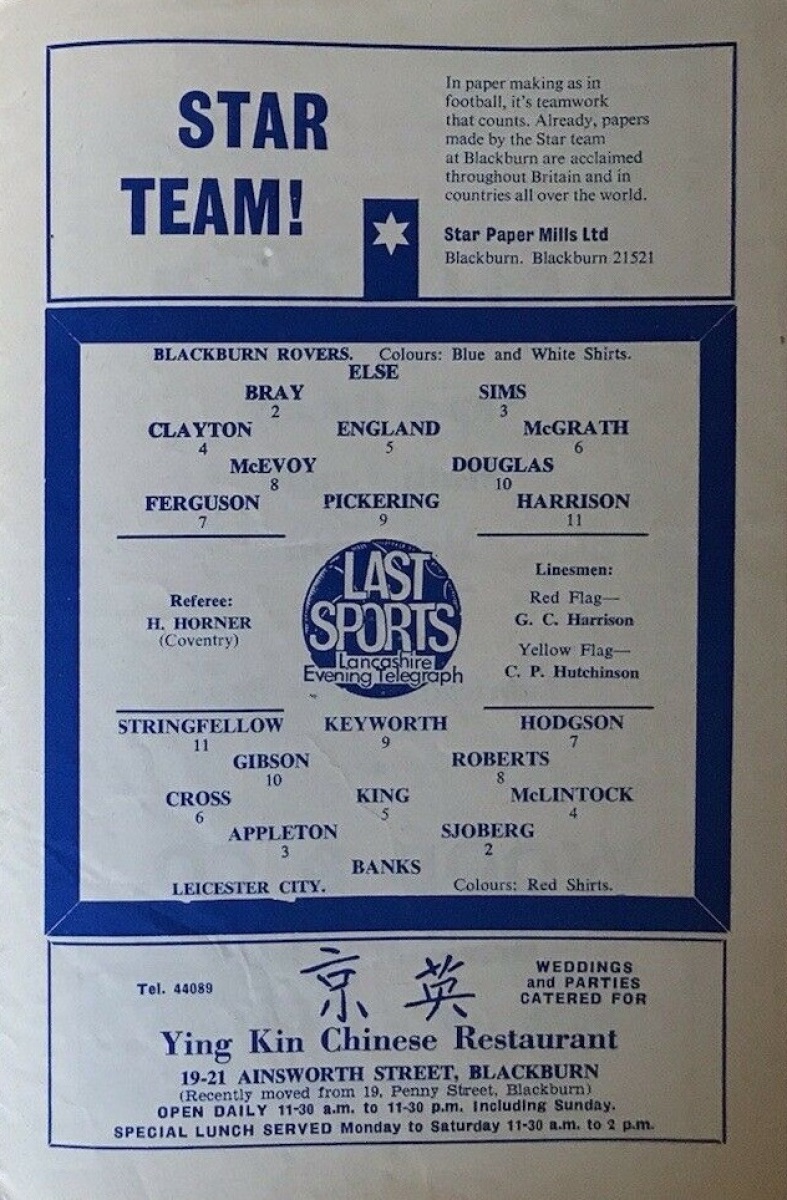 STAR
TEAM!
In paper making as in
football, it's teamwork
that counts. Already, papers
made by the Star team
at Blackburn are acclaimed
throughout Britain and in
countries all over the world.
Star Paper Mills Ltd
Blackburn. Blackburn 21521
BLACKBURN ROVERS. Colours: Blue and White Shirts.
ELSE
BRAY SIMS
2 3
CLAYTON ENGLAND McGRATH
4 5 6
McEVOY DOUGLAS
8 10
FERGUSON PICKERING HARRISON
7 9 11
Referee:
H. HORNER
(Coventry)
LAST
SPORTS
Lancashire
Evening Telegraph
Linesmen:
Red Flag—
G. C. Harrison
Yellow Flag—
C. P. Hutchinson
STRINGFELLOW KEYWORTH HODGSON
11 9 7
GIBSON ROBERTS
10 8
CROSS KING McLINTOCK
6 5 4
APPLETON SJOBERG
3 2
BANKS
LEICESTER CITY. Colours: Red Shirts.
Tel. 44089
京 英
WEDDINGS
and PARTIES
CATERED FOR
Ying Kin Chinese Restaurant
19-21 AINSWORTH STREET, BLACKBURN
(Recently moved from 19, Penny Street, Blackburn)
OPEN DAILY 11-30 a.m. to 11-30 p.m. Including Sunday.
SPECIAL LUNCH SERVED Monday to Saturday 11-30 a.m. to 2 p.m.